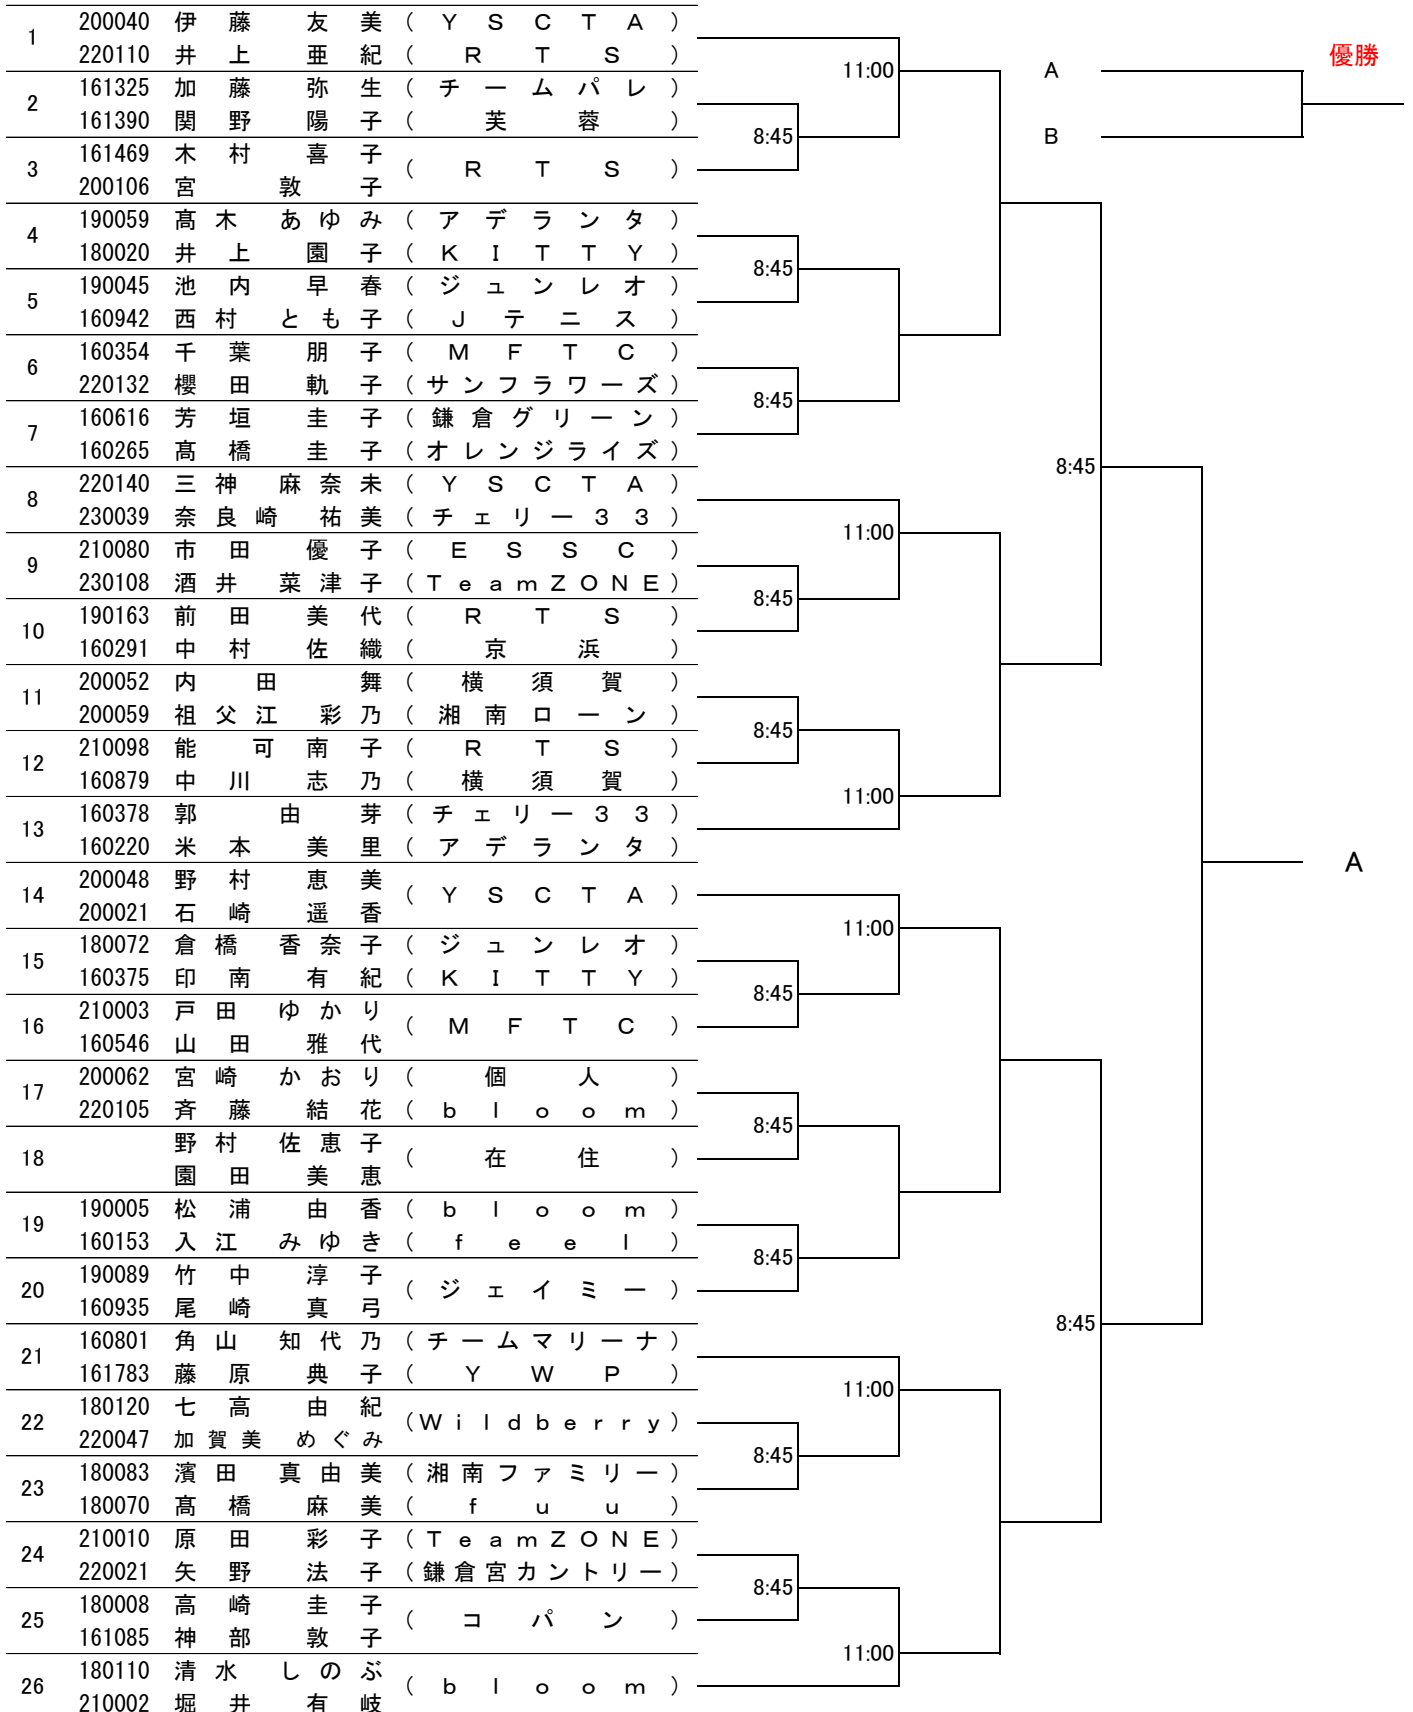 1 200040 伊藤 友美 (YSCTA)
220110 井上 亜紀 (RTS)
2 161325 加藤 弥生 (チームパレ)
161390 関野 陽子 (芙蓉)
3 161469 木村 喜子 (RTS)
200106 宮 敦子
4 190059 髙木 あゆみ (アデランタ)
180020 井上 園子 (KITTY)
5 190045 池内 早春 (ジュンレオ)
160942 西村 とも子 (Jテニス)
6 160354 千葉 朋子 (MFTC)
220132 櫻田 軌子 (サンフラワーズ)
7 160616 芳垣 圭子 (鎌倉グリーン)
160265 髙橋 圭子 (オレンジライズ)
8 220140 三神 麻奈未 (YSCTA)
230039 奈良崎 祐美 (チェリー33)
9 210080 市田 優子 (ESSC)
230108 酒井 菜津子 (TeamZONE)
10 190163 前田 美代 (RTS)
160291 中村 佐織 (京浜)
11 200052 内田 舞 (横須賀)
200059 祖父江 彩乃 (湘南ローン)
12 210098 能 可南子 (RTS)
160879 中川 志乃 (横須賀)
13 160378 郭 由芽 (チェリー33)
160220 米本 美里 (アデランタ)
14 200048 野村 恵美 (YSCTA)
200021 石崎 遥香
15 180072 倉橋 香奈子 (ジュンレオ)
160375 印南 有紀 (KITTY)
16 210003 戸田 ゆかり (MFTC)
160546 山田 雅代
17 200062 宮崎 かおり (個人)
220105 斉藤 結花 (bloom)
18 野村 佐恵子 (在住)
園田 美恵
19 190005 松浦 由香 (bloom)
160153 入江 みゆき (feel)
20 190089 竹中 淳子 (ジェイミー)
160935 尾崎 真弓
21 160801 角山 知代乃 (チームマリーナ)
161783 藤原 典子 (YWP)
22 180120 七高 由紀 (Wildberry)
220047 加賀美 めぐみ
23 180083 濱田 真由美 (湘南ファミリー)
180070 髙橋 麻美 (fuu)
24 210010 原田 彩子 (TeamZONE)
220021 矢野 法子 (鎌倉宮カントリー)
25 180008 高崎 圭子 (コパン)
161085 神部 敦子
26 180110 清水 しのぶ (bloom)
210002 堀井 有岐
11:00
8:45
8:45
8:45
11:00
8:45
8:45
11:00
11:00
8:45
8:45
8:45
11:00
8:45
8:45
11:00
8:45
8:45
A
優勝
A
B